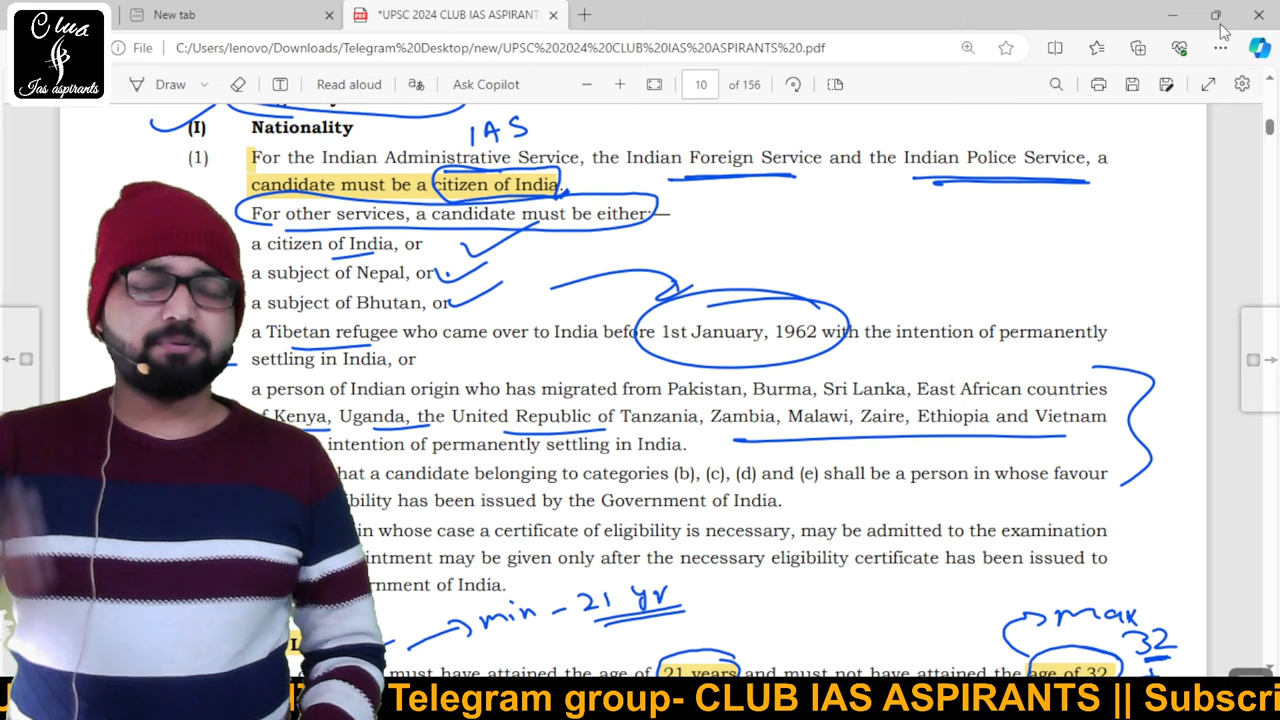 Club
Ias aspirants
New tab
*UPSC 2024 CLUB IAS ASPIRANTS
File
C:/Users/lenovo/Downloads/Telegram%20Desktop/new/UPSC%202024%20CLUB%20IAS%20ASPIRANTS%20.pdf
Draw
Read aloud
Ask Copilot
10
of 156
IAS
(I) Nationality
(1) For the Indian Administrative Service, the Indian Foreign Service and the Indian Police Service, a
candidate must be a citizen of India.
For other services, a candidate must be either:—
a citizen of India, or
a subject of Nepal, or
a subject of Bhutan, or
a Tibetan refugee who came over to India before 1st January, 1962 with the intention of permanently
settling in India, or
a person of Indian origin who has migrated from Pakistan, Burma, Sri Lanka, East African countries
Kenya, Uganda, the United Republic of Tanzania, Zambia, Malawi, Zaire, Ethiopia and Vietnam
intention of permanently settling in India.
hat a candidate belonging to categories (b), (c), (d) and (e) shall be a person in whose favour
bility has been issued by the Government of India.
in whose case a certificate of eligibility is necessary, may be admitted to the examination
intment may be given only after the necessary eligibility certificate has been issued to
rnment of India.
min - 21 yr
max
32
must have attained the age of 21 years and must not have attained the age of 32
Telegram group- CLUB IAS ASPIRANTS || Subscri